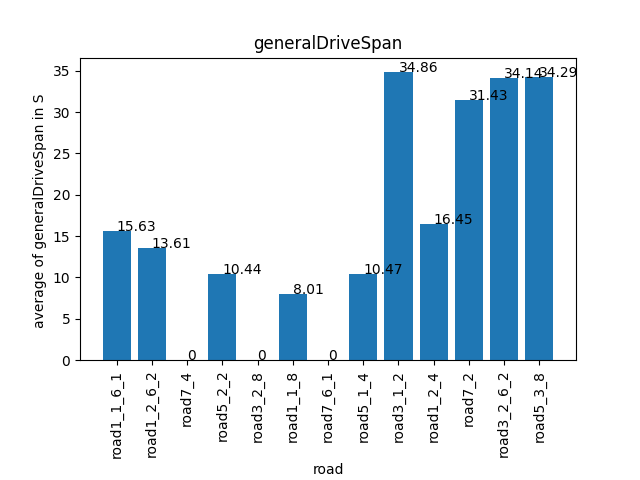 generalDriveSpan
average of generalDriveSpan in S
35
30
25
20
15
10
5
0
15.63
13.61
0
10.44
0
8.01
0
10.47
34.86
16.45
31.43
34.14
34.29
road1_1_6_1
road1_2_6_2
road7_4
road5_2_2
road3_2_8
road1_1_8
road7_6_1
road5_1_4
road3_1_2
road1_2_4
road7_2
road3_2_6_2
road5_3_8
road